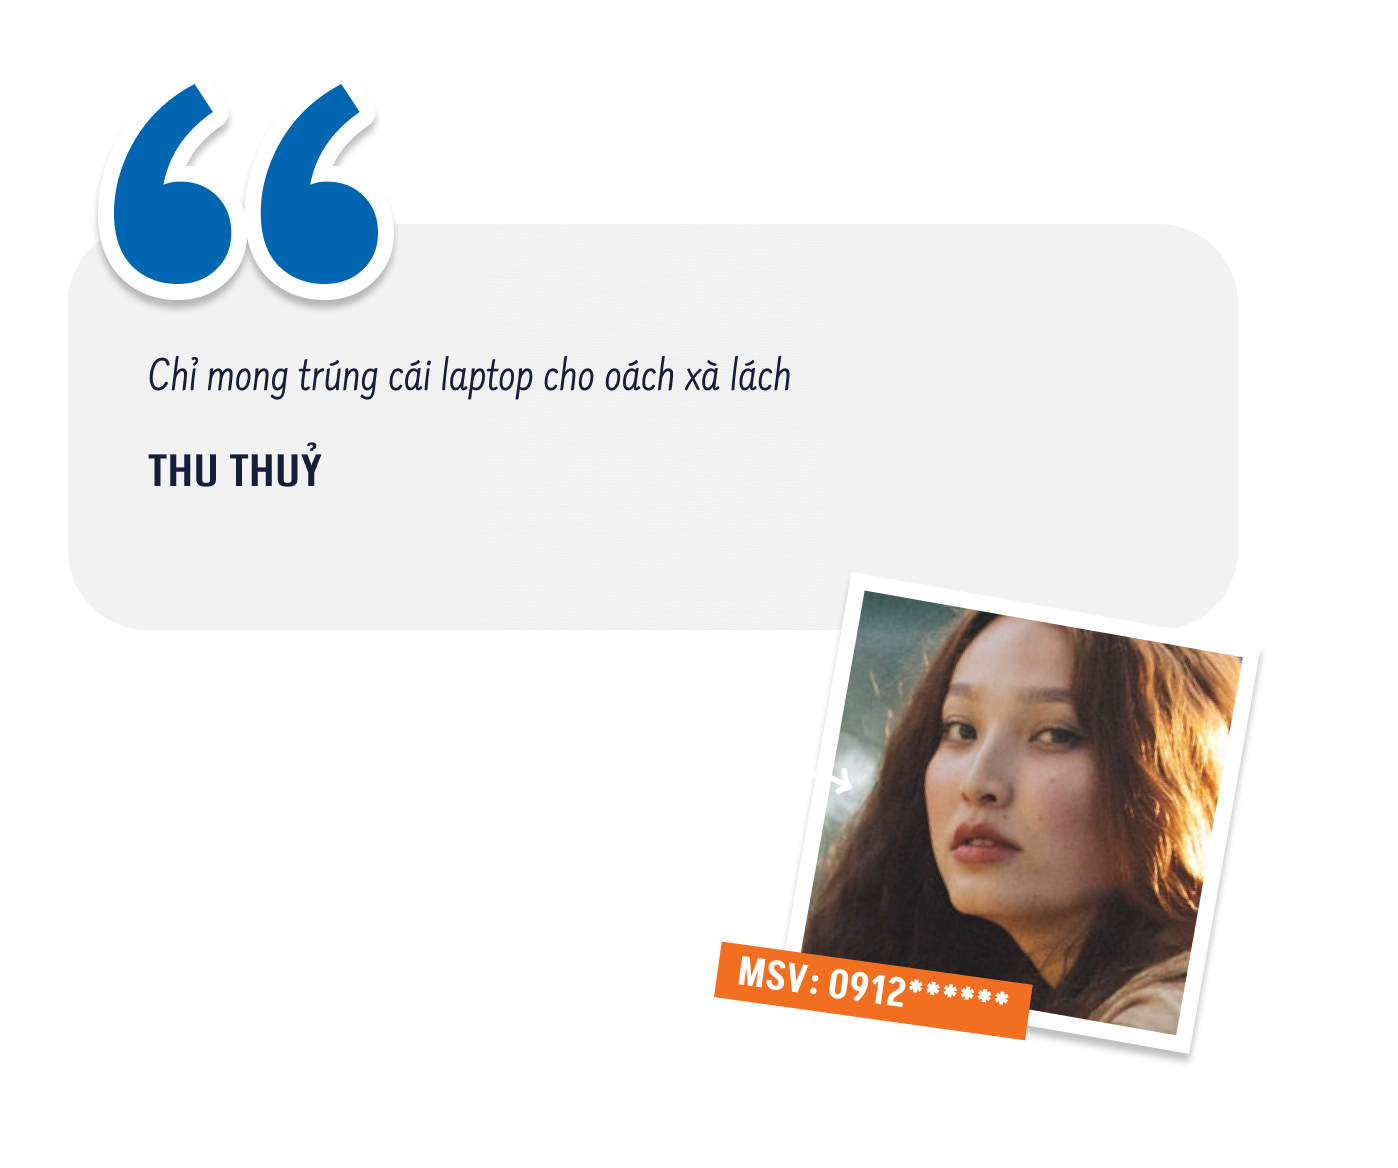 Chỉ mong trúng cái laptop cho oách xà lách
THU THUỶ
MSV: 0912******